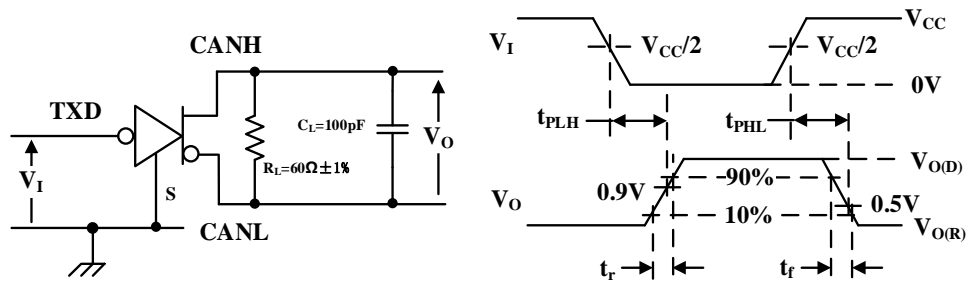 CANH
TXD
V_I
S
R_L=60Ω±1%
C_L=100pF
V_O
CANL
V_I
V_CC/2
V_CC/2
V_CC
0V
t_PLH
t_PHL
V_O
0.9V
90%
10%
0.5V
V_O(D)
V_O(R)
t_r
t_f